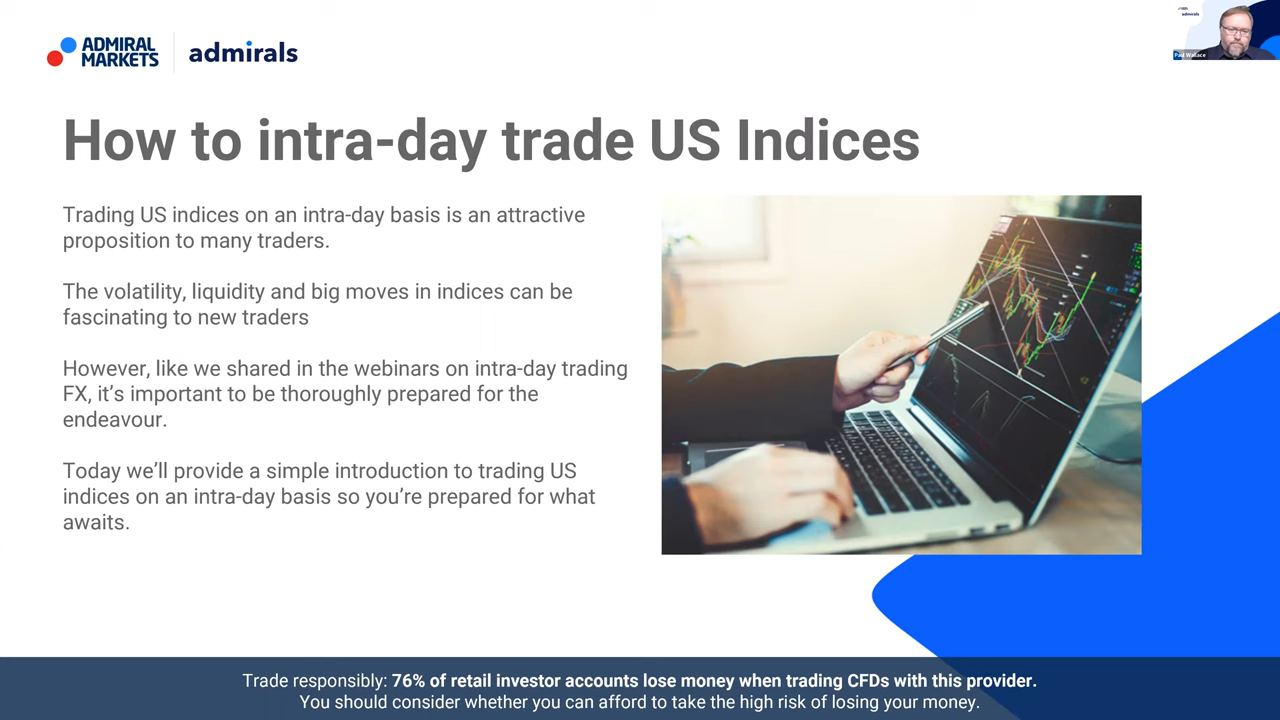 ADMIRAL
MARKETS
admirals
admirals
Paul Wallace
How to intra-day trade US Indices
Trading US indices on an intra-day basis is an attractive
proposition to many traders.
The volatility, liquidity and big moves in indices can be
fascinating to new traders
However, like we shared in the webinars on intra-day trading
FX, it's important to be thoroughly prepared for the
endeavour.
Today we'll provide a simple introduction to trading US
indices on an intra-day basis so you're prepared for what
awaits.
Trade responsibly: 76% of retail investor accounts lose money when trading CFDs with this provider.
You should consider whether you can afford to take the high risk of losing your money.